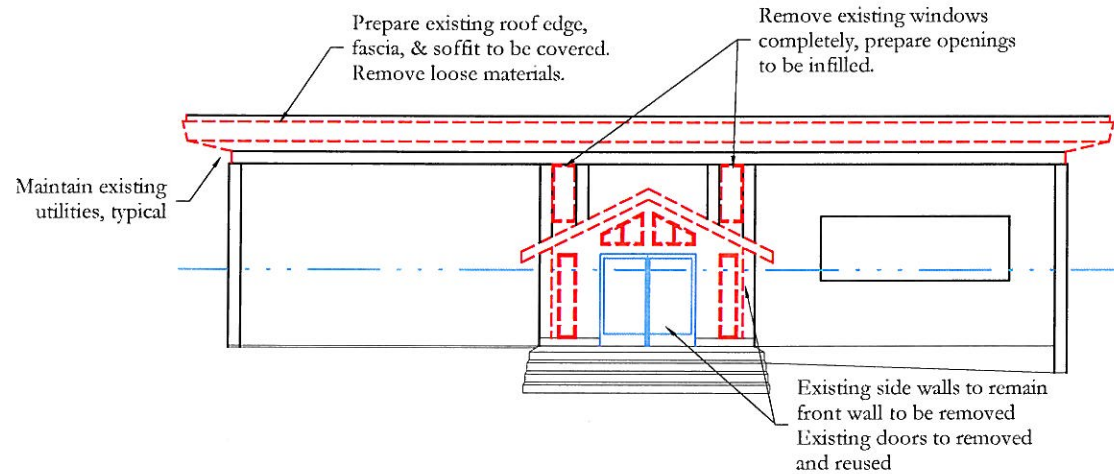 Prepare existing roof edge,
fascia, & soffit to be covered.
Remove loose materials.
Remove existing windows
completely, prepare openings
to be infilled.
Maintain existing
utilities, typical
Existing side walls to remain
front wall to be removed
Existing doors to removed
and reused